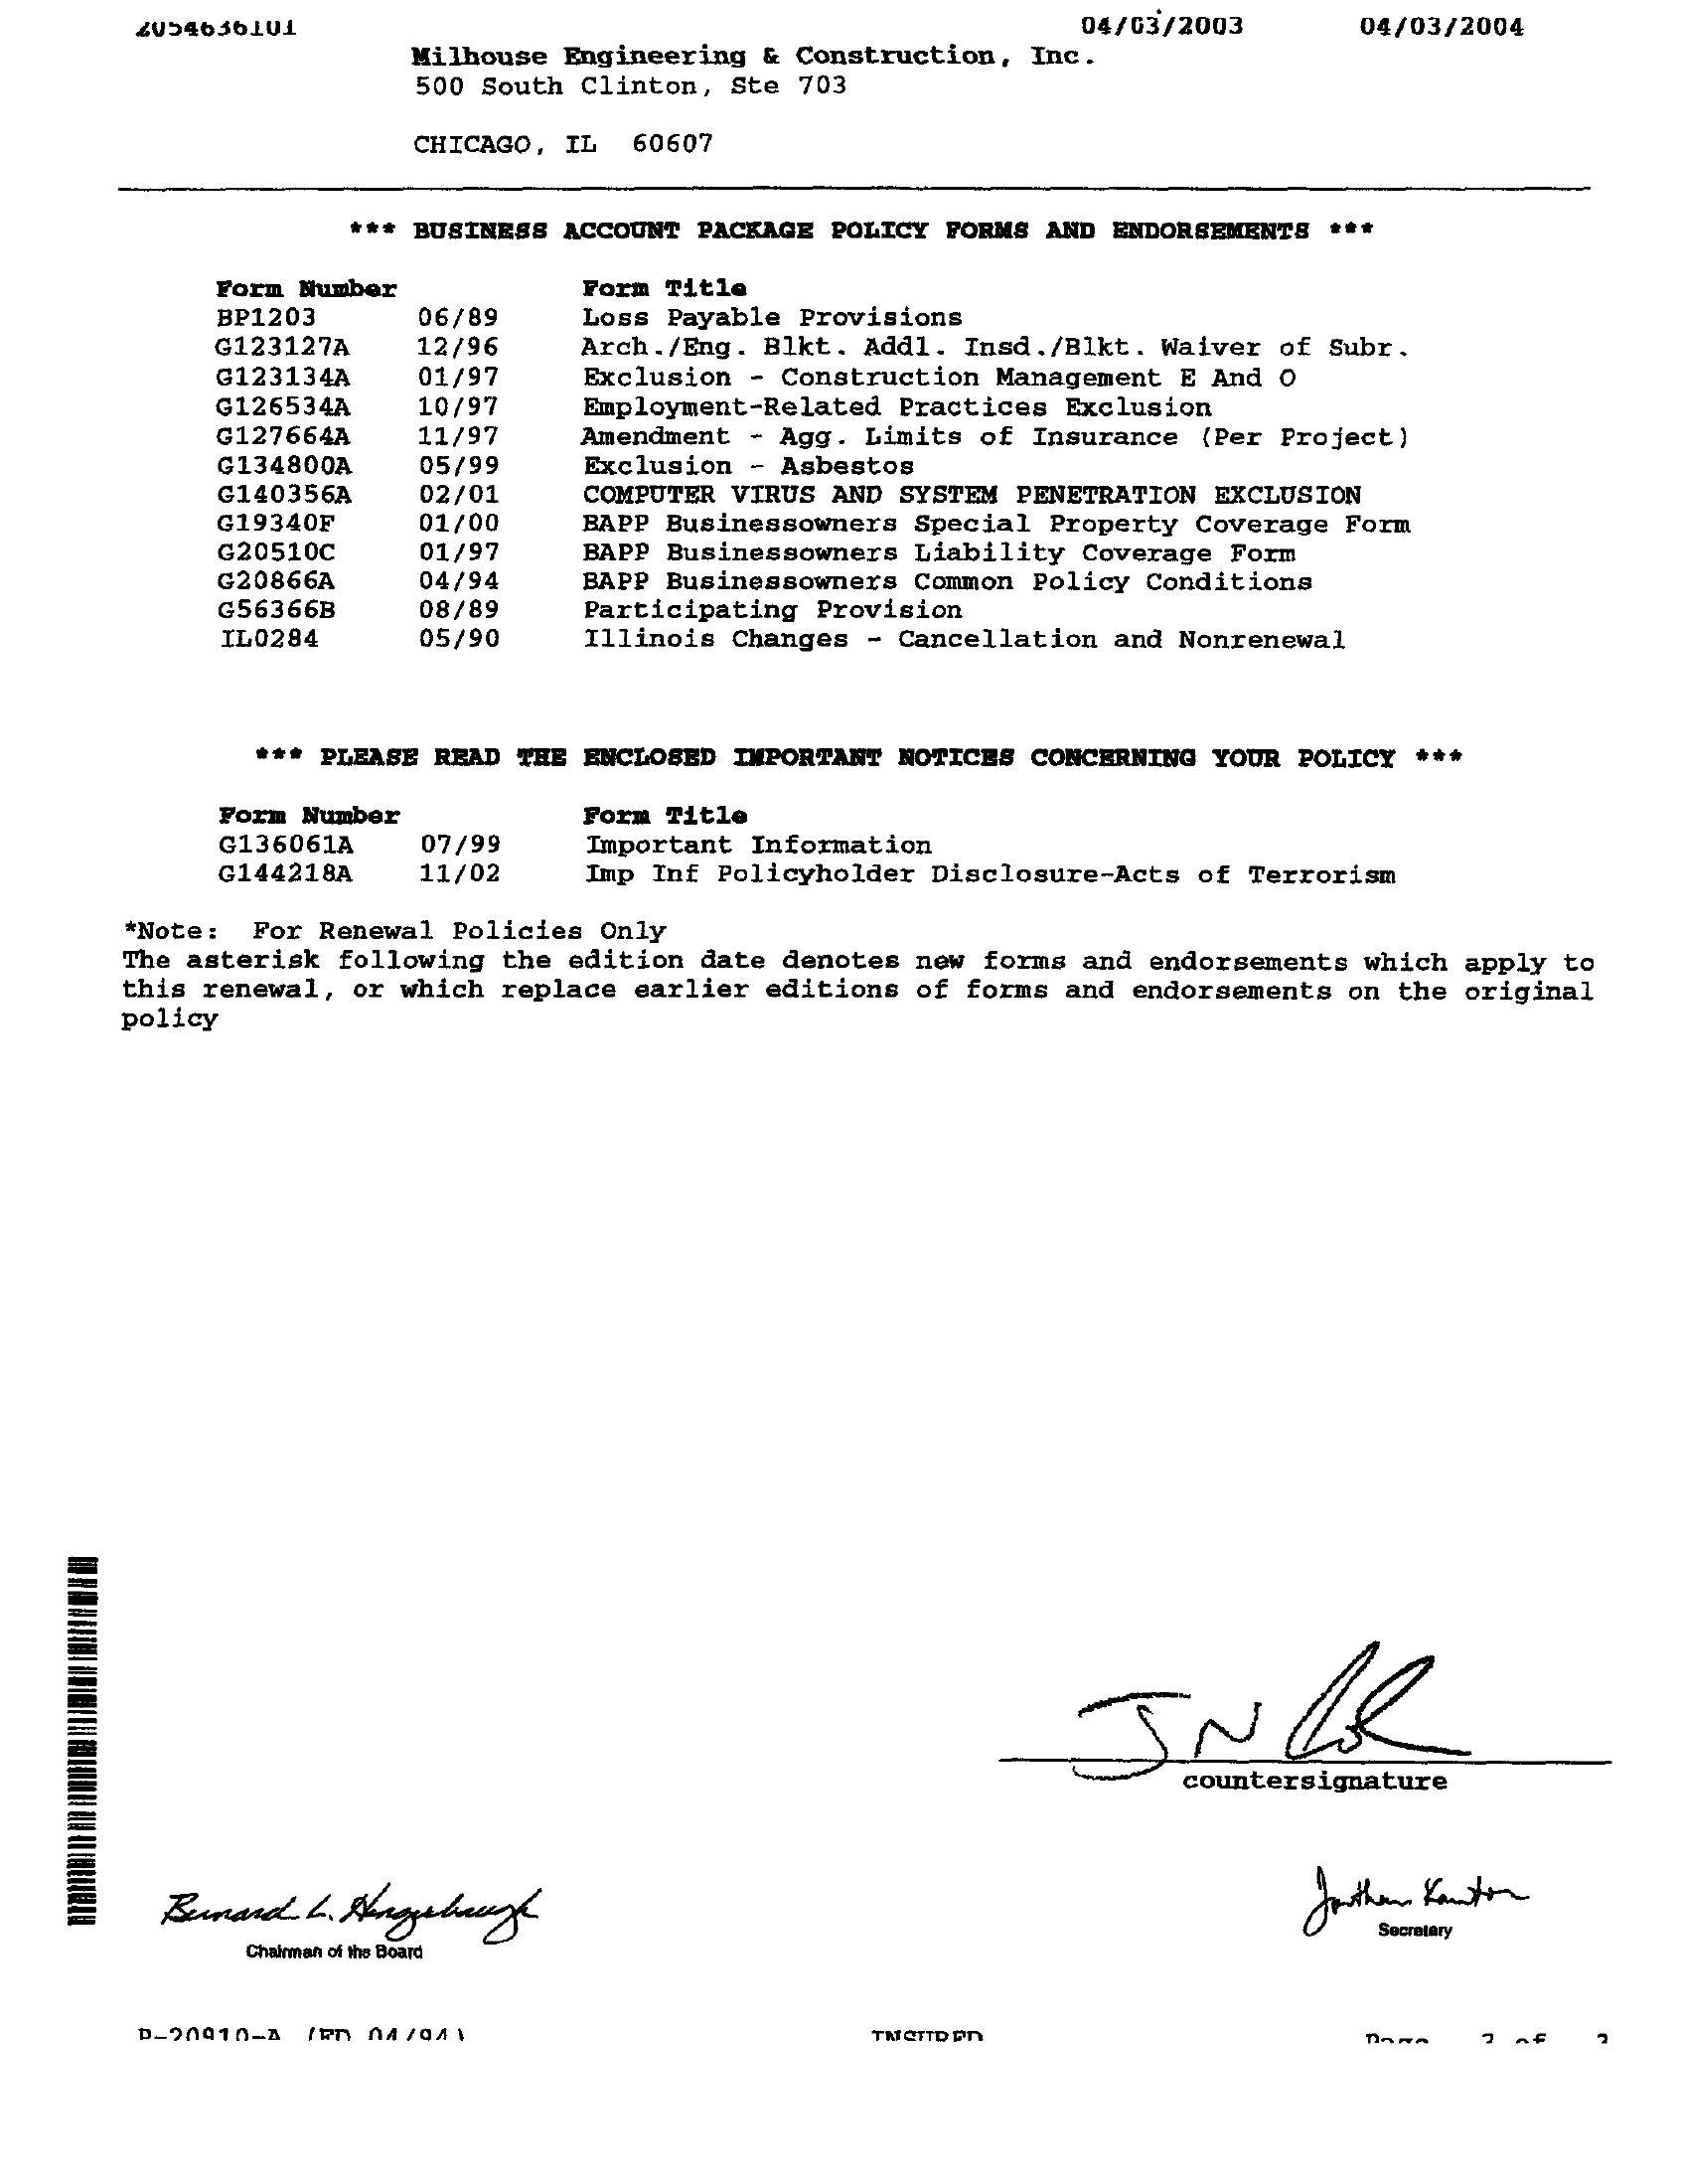 2054636101 04/03/2003 04/03/2004
Milhouse Engineering & Construction, Inc.
500 South Clinton, Ste 703
CHICAGO, IL 60607
*** BUSINESS ACCOUNT PACKAGE POLICY FORMS AND ENDORSEMENTS ***
Form Number Form Title
BP1203 06/89 Loss Payable Provisions
G123127A 12/96 Arch./Eng. Blkt. Addl. Insd./Blkt. Waiver of Subr.
G123134A 01/97 Exclusion - Construction Management E And O
G126534A 10/97 Employment-Related Practices Exclusion
G127664A 11/97 Amendment - Agg. Limits of Insurance (Per Project)
G134800A 05/99 Exclusion - Asbestos
G140356A 02/01 COMPUTER VIRUS AND SYSTEM PENETRATION EXCLUSION
G19340F 01/00 BAPP Businessowners Special Property Coverage Form
G20510C 01/97 BAPP Businessowners Liability Coverage Form
G20866A 04/94 BAPP Businessowners Common Policy Conditions
G56366B 08/89 Participating Provision
IL0284 05/90 Illinois Changes - Cancellation and Nonrenewal
*** PLEASE READ THE ENCLOSED IMPORTANT NOTICES CONCERNING YOUR POLICY ***
Form Number Form Title
G136061A 07/99 Important Information
G144218A 11/02 Imp Inf Policyholder Disclosure-Acts of Terrorism
*Note: For Renewal Policies Only
The asterisk following the edition date denotes new forms and endorsements which apply to
this renewal, or which replace earlier editions of forms and endorsements on the original
policy
countersignature
Bernard L. Hengesbaugh
Chairman of the Board
Jonathan Kantor
Secretary
P-20910-A (ED 04/94) INSURED Page of